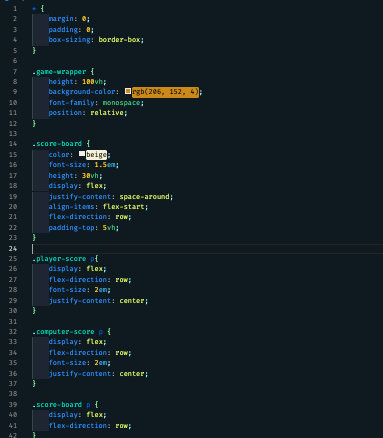 1 * {
2 margin: 0;
3 padding: 0;
4 box-sizing: border-box;
5 }
6
7 .game-wrapper {
8 height: 100vh;
9 background-color: rgb(206, 152, 4);
10 font-family: monospace;
11 position: relative;
12 }
13
14 .score-board {
15 color: beige;
16 font-size: 1.5em;
17 height: 30vh;
18 display: flex;
19 justify-content: space-around;
20 align-items: flex-start;
21 flex-direction: row;
22 padding-top: 5vh;
23 }
24
25 .player-score p{
26 display: flex;
27 flex-direction: row;
28 font-size: 2em;
29 justify-content: center;
30 }
31
32 .computer-score p {
33 display: flex;
34 flex-direction: row;
35 font-size: 2em;
36 justify-content: center;
37 }
38
39 .score-board p {
40 display: flex;
41 flex-direction: row;
42 }